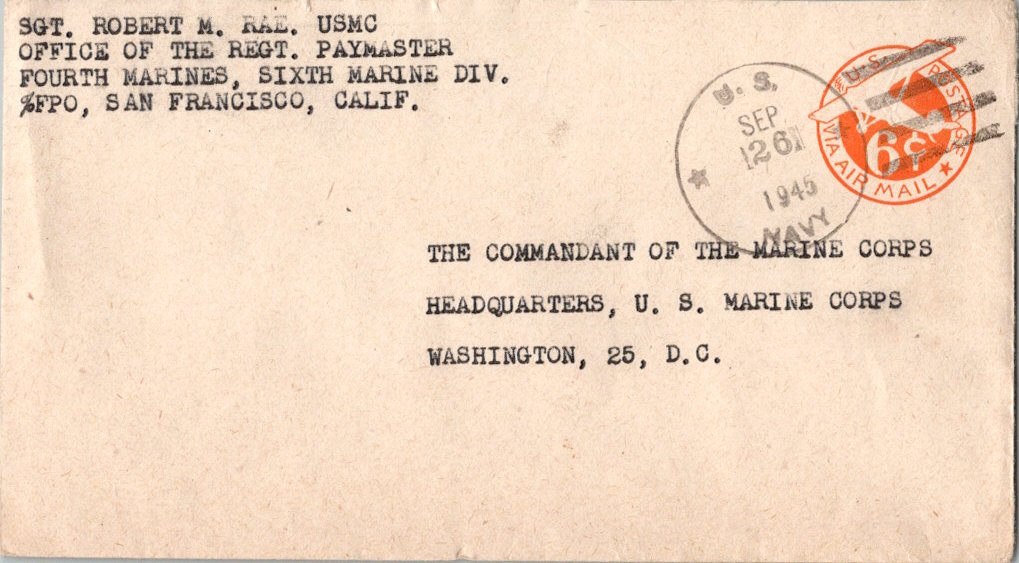 SGT. ROBERT M. RAE. USMC
OFFICE OF THE REGT. PAYMASTER
FOURTH MARINES, SIXTH MARINE DIV.
%FPO, SAN FRANCISCO, CALIF.
U. S.
SEP
26
1945
NAVY
U.S. POSTAGE
6¢
VIA AIR MAIL
THE COMMANDANT OF THE MARINE CORPS
HEADQUARTERS, U. S. MARINE CORPS
WASHINGTON, 25, D.C.